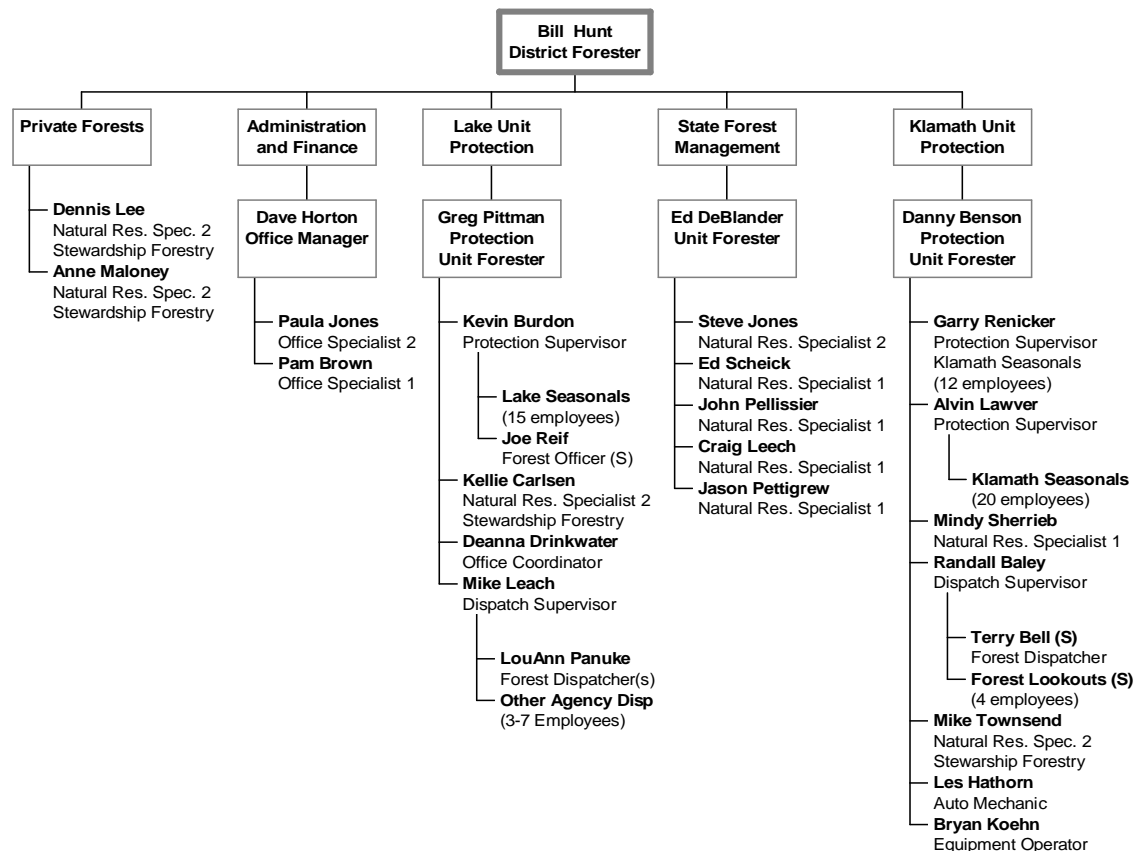 Bill Hunt
District Forester
Private Forests
Dennis Lee
Natural Res. Spec. 2
Stewardship Forestry
Anne Maloney
Natural Res. Spec. 2
Stewardship Forestry
Administration
and Finance
Dave Horton
Office Manager
Paula Jones
Office Specialist 2
Pam Brown
Office Specialist 1
Lake Unit
Protection
Greg Pittman
Protection
Unit Forester
Kevin Burdon
Protection Supervisor
Lake Seasonals
(15 employees)
Joe Reif
Forest Officer (S)
Kellie Carlsen
Natural Res. Specialist 2
Stewardship Forestry
Deanna Drinkwater
Office Coordinator
Mike Leach
Dispatch Supervisor
LouAnn Panuke
Forest Dispatcher(s)
Other Agency Disp
(3-7 Employees)
State Forest
Management
Ed DeBlander
Unit Forester
Steve Jones
Natural Res. Specialist 2
Ed Scheick
Natural Res. Specialist 1
John Pellissier
Natural Res. Specialist 1
Craig Leech
Natural Res. Specialist 1
Jason Pettigrew
Natural Res. Specialist 1
Klamath Unit
Protection
Danny Benson
Protection
Unit Forester
Garry Renicker
Protection Supervisor
Klamath Seasonals
(12 employees)
Alvin Lawver
Protection Supervisor
Klamath Seasonals
(20 employees)
Mindy Sherrieb
Natural Res. Specialist 1
Randall Baley
Dispatch Supervisor
Terry Bell (S)
Forest Dispatcher
Forest Lookouts (S)
(4 employees)
Mike Townsend
Natural Res. Spec. 2
Stewarship Forestry
Les Hathorn
Auto Mechanic
Bryan Koehn
Equipment Operator